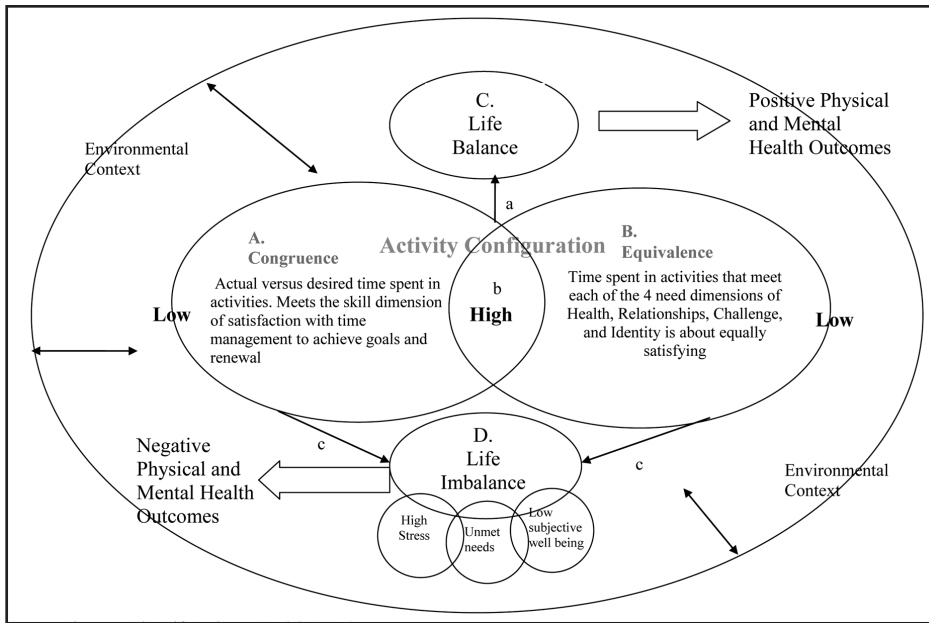 C.
Life
Balance
Positive Physical
and Mental
Health Outcomes
Environmental
Context
a
A.
Congruence
Activity Configuration
B.
Equivalence
Actual versus desired time spent in
activities. Meets the skill dimension
of satisfaction with time
management to achieve goals and
renewal
Low
b
High
Time spent in activities that meet
each of the 4 need dimensions of
Health, Relationships, Challenge,
and Identity is about equally
satisfying
Low
c
D.
Life
Imbalance
c
Negative
Physical and
Mental Health
Outcomes
Environmental
Context
High
Stress
Unmet
needs
Low
subjective
well being